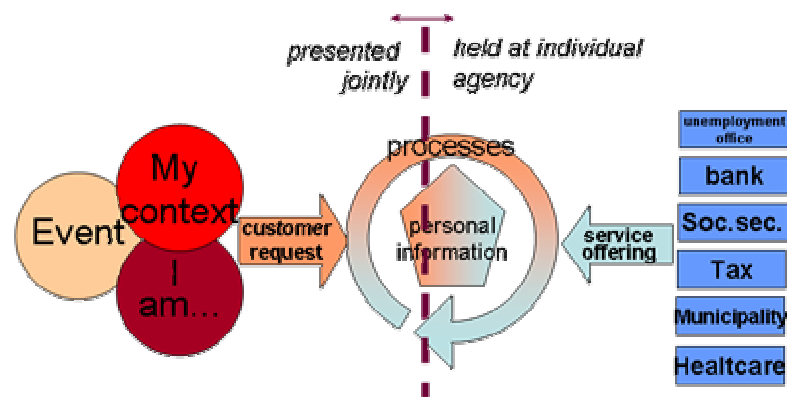 presented
jointly
held at individual
agency
Event
My
context
I
am...
customer
request
processes
personal
information
service
offering
unemployment
office
bank
Soc.sec.
Tax
Municipality
Healtcare